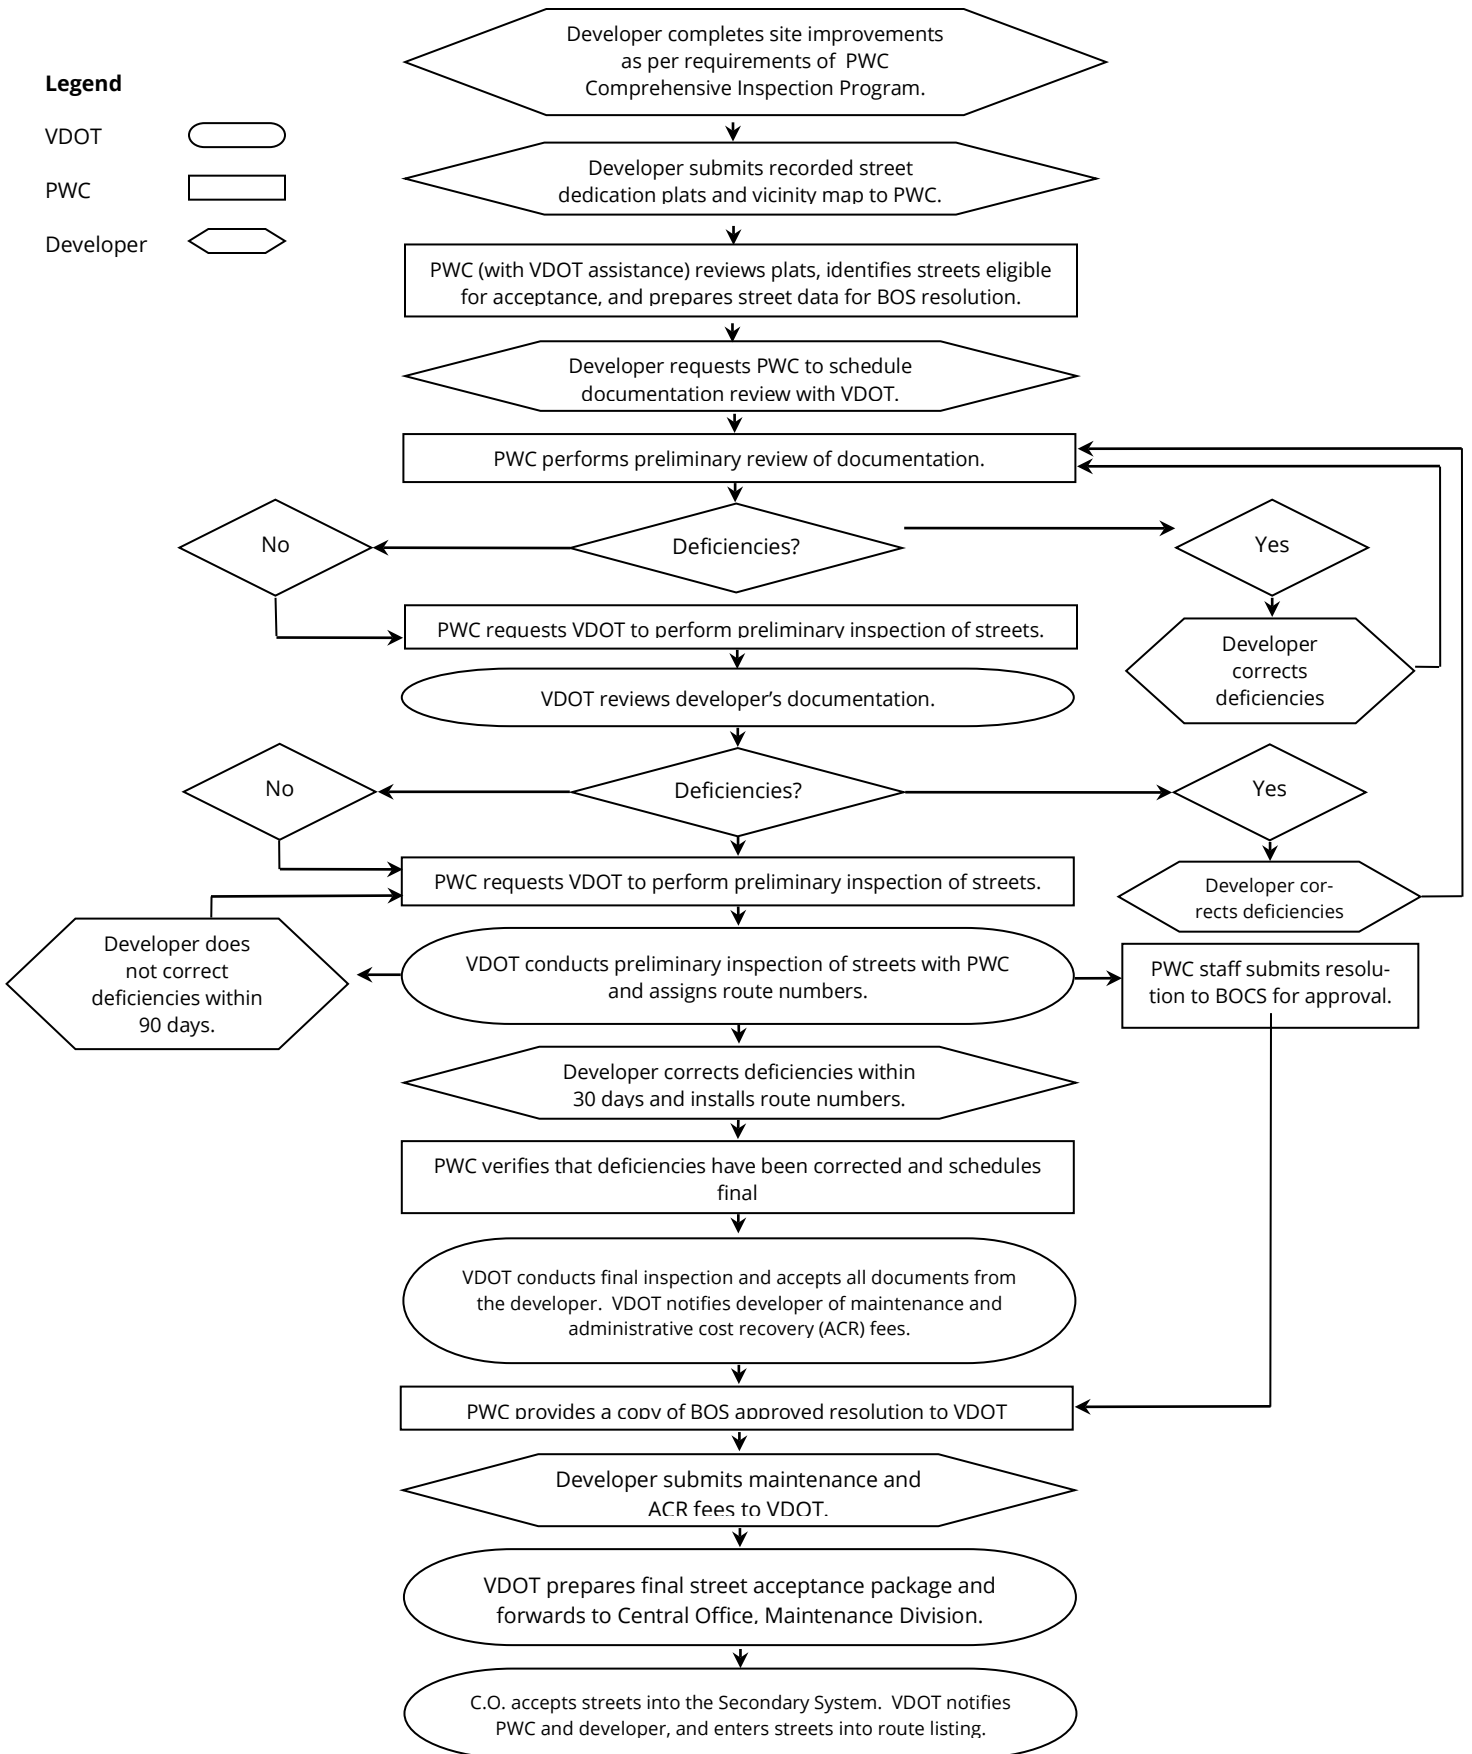 Developer completes site improvements
as per requirements of PWC
Comprehensive Inspection Program.
Legend
VDOT
PWC
Developer
Developer submits recorded street
dedication plats and vicinity map to PWC.
PWC (with VDOT assistance) reviews plats, identifies streets eligible
for acceptance, and prepares street data for BOS resolution.
Developer requests PWC to schedule
documentation review with VDOT.
PWC performs preliminary review of documentation.
No
Deficiencies?
Yes
PWC requests VDOT to perform preliminary inspection of streets.
Developer
corrects
deficiencies
VDOT reviews developer’s documentation.
No
Deficiencies?
Yes
PWC requests VDOT to perform preliminary inspection of streets.
Developer cor-
rects deficiencies
Developer does
not correct
deficiencies within
90 days.
VDOT conducts preliminary inspection of streets with PWC
and assigns route numbers.
PWC staff submits resolu-
tion to BOCS for approval.
Developer corrects deficiencies within
30 days and installs route numbers.
PWC verifies that deficiencies have been corrected and schedules
final
VDOT conducts final inspection and accepts all documents from
the developer. VDOT notifies developer of maintenance and
administrative cost recovery (ACR) fees.
PWC provides a copy of BOS approved resolution to VDOT
Developer submits maintenance and
ACR fees to VDOT.
VDOT prepares final street acceptance package and
forwards to Central Office, Maintenance Division.
C.O. accepts streets into the Secondary System. VDOT notifies
PWC and developer, and enters streets into route listing.